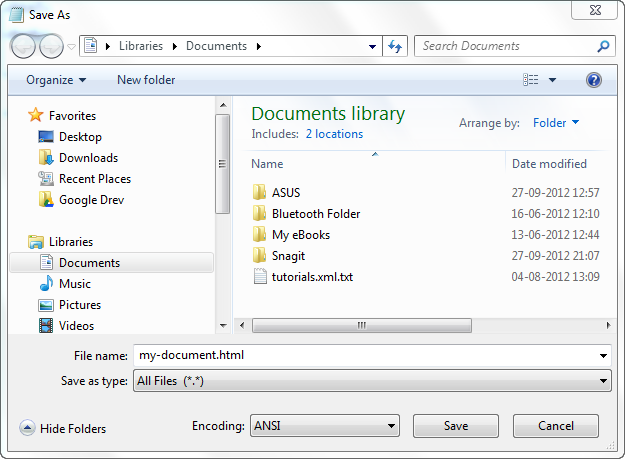 Save As
Libraries Documents
Search Documents
Organize New folder
Favorites
Desktop
Downloads
Recent Places
Google Drev
Libraries
Documents
Music
Pictures
Videos
Documents library
Includes: 2 locations
Arrange by: Folder
Name Date modified
ASUS 27-09-2012 12:57
Bluetooth Folder 16-06-2012 12:10
My eBooks 13-06-2012 12:44
Snagit 27-09-2012 21:07
tutorials.xml.txt 04-08-2012 13:09
File name: my-document.html
Save as type: All Files (*.*)
Hide Folders Encoding: ANSI Save Cancel